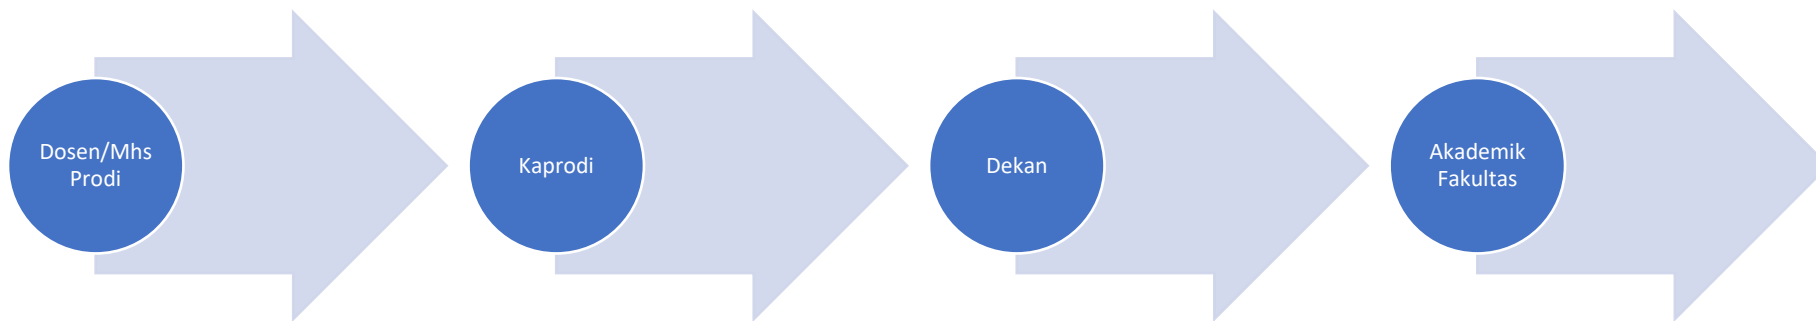 Dosen/Mhs
Prodi
Kaprodi
Dekan
Akademik
Fakultas